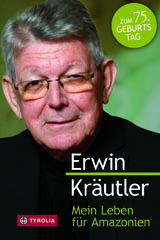 ZUM 75.
GEBURTS
TAG
Erwin
Kräutler
Mein Leben
für Amazonien
TYROLIA